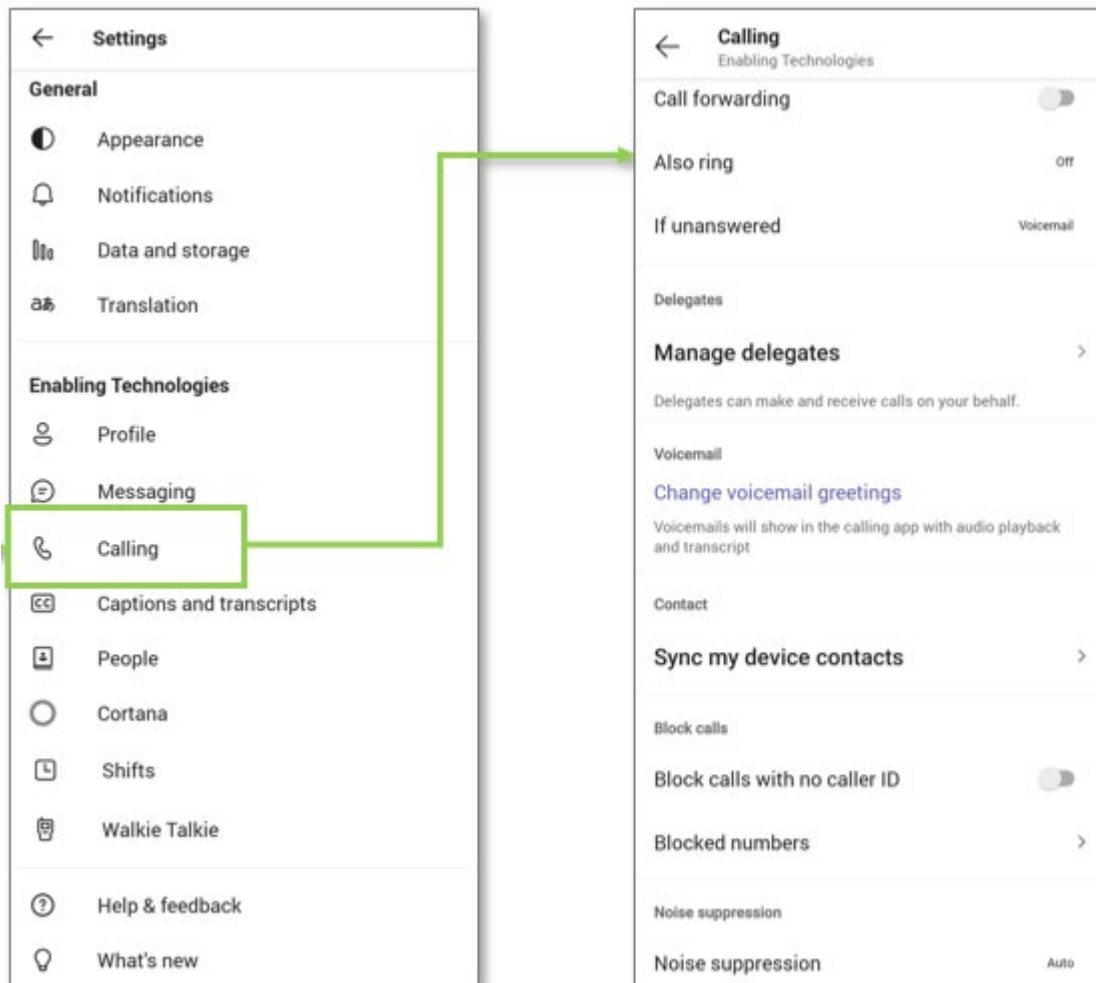 Settings
General
Appearance
Notifications
Data and storage
Translation
Enabling Technologies
Profile
Messaging
Calling
Captions and transcripts
People
Cortana
Shifts
Walkie Talkie
Help & feedback
What's new
Calling
Enabling Technologies
Call forwarding
Also ring Off
If unanswered Voicemail
Delegates
Manage delegates
Delegates can make and receive calls on your behalf.
Voicemail
Change voicemail greetings
Voicemails will show in the calling app with audio playback
and transcript
Contact
Sync my device contacts
Block calls
Block calls with no caller ID
Blocked numbers
Noise suppression
Noise suppression Auto